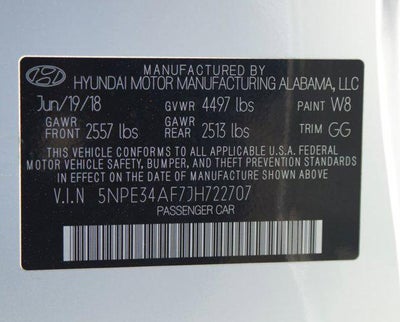 MANUFACTURED BY
HYUNDAI MOTOR MANUFACTURING ALABAMA, LLC
Jun/19/18 GVWR 4497 lbs PAINT W8
GAWR FRONT 2557 lbs GAWR REAR 2513 lbs TRIM GG
THIS VEHICLE CONFORMS TO ALL APPLICABLE U.S.A. FEDERAL
MOTOR VEHICLE SAFETY, BUMPER, AND THEFT PREVENTION STANDARDS
IN EFFECT ON THE DATE OF MANUFACTURE SHOWN ABOVE.
V.I.N 5NPE34AF7JH722707
PASSENGER CAR